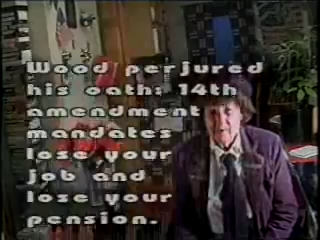 Wood perjured
his oath: 14th
amendment
mandates
lose your
job and
lose your
pension.